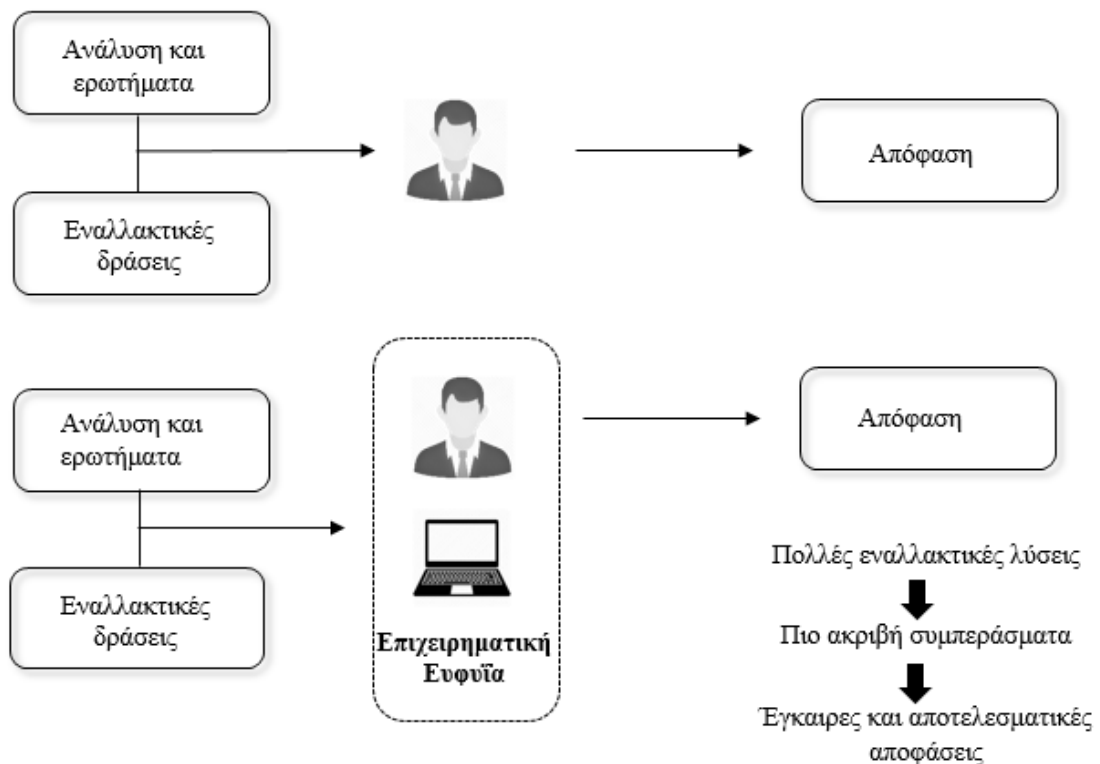 Ανάλυση και
ερωτήματα
Εναλλακτικές
δράσεις
Απόφαση
Ανάλυση και
ερωτήματα
Εναλλακτικές
δράσεις
Επιχειρηματική
Ευφυΐα
Απόφαση
Πολλές εναλλακτικές λύσεις
Πιο ακριβή συμπεράσματα
Έγκαιρες και αποτελεσματικές
αποφάσεις